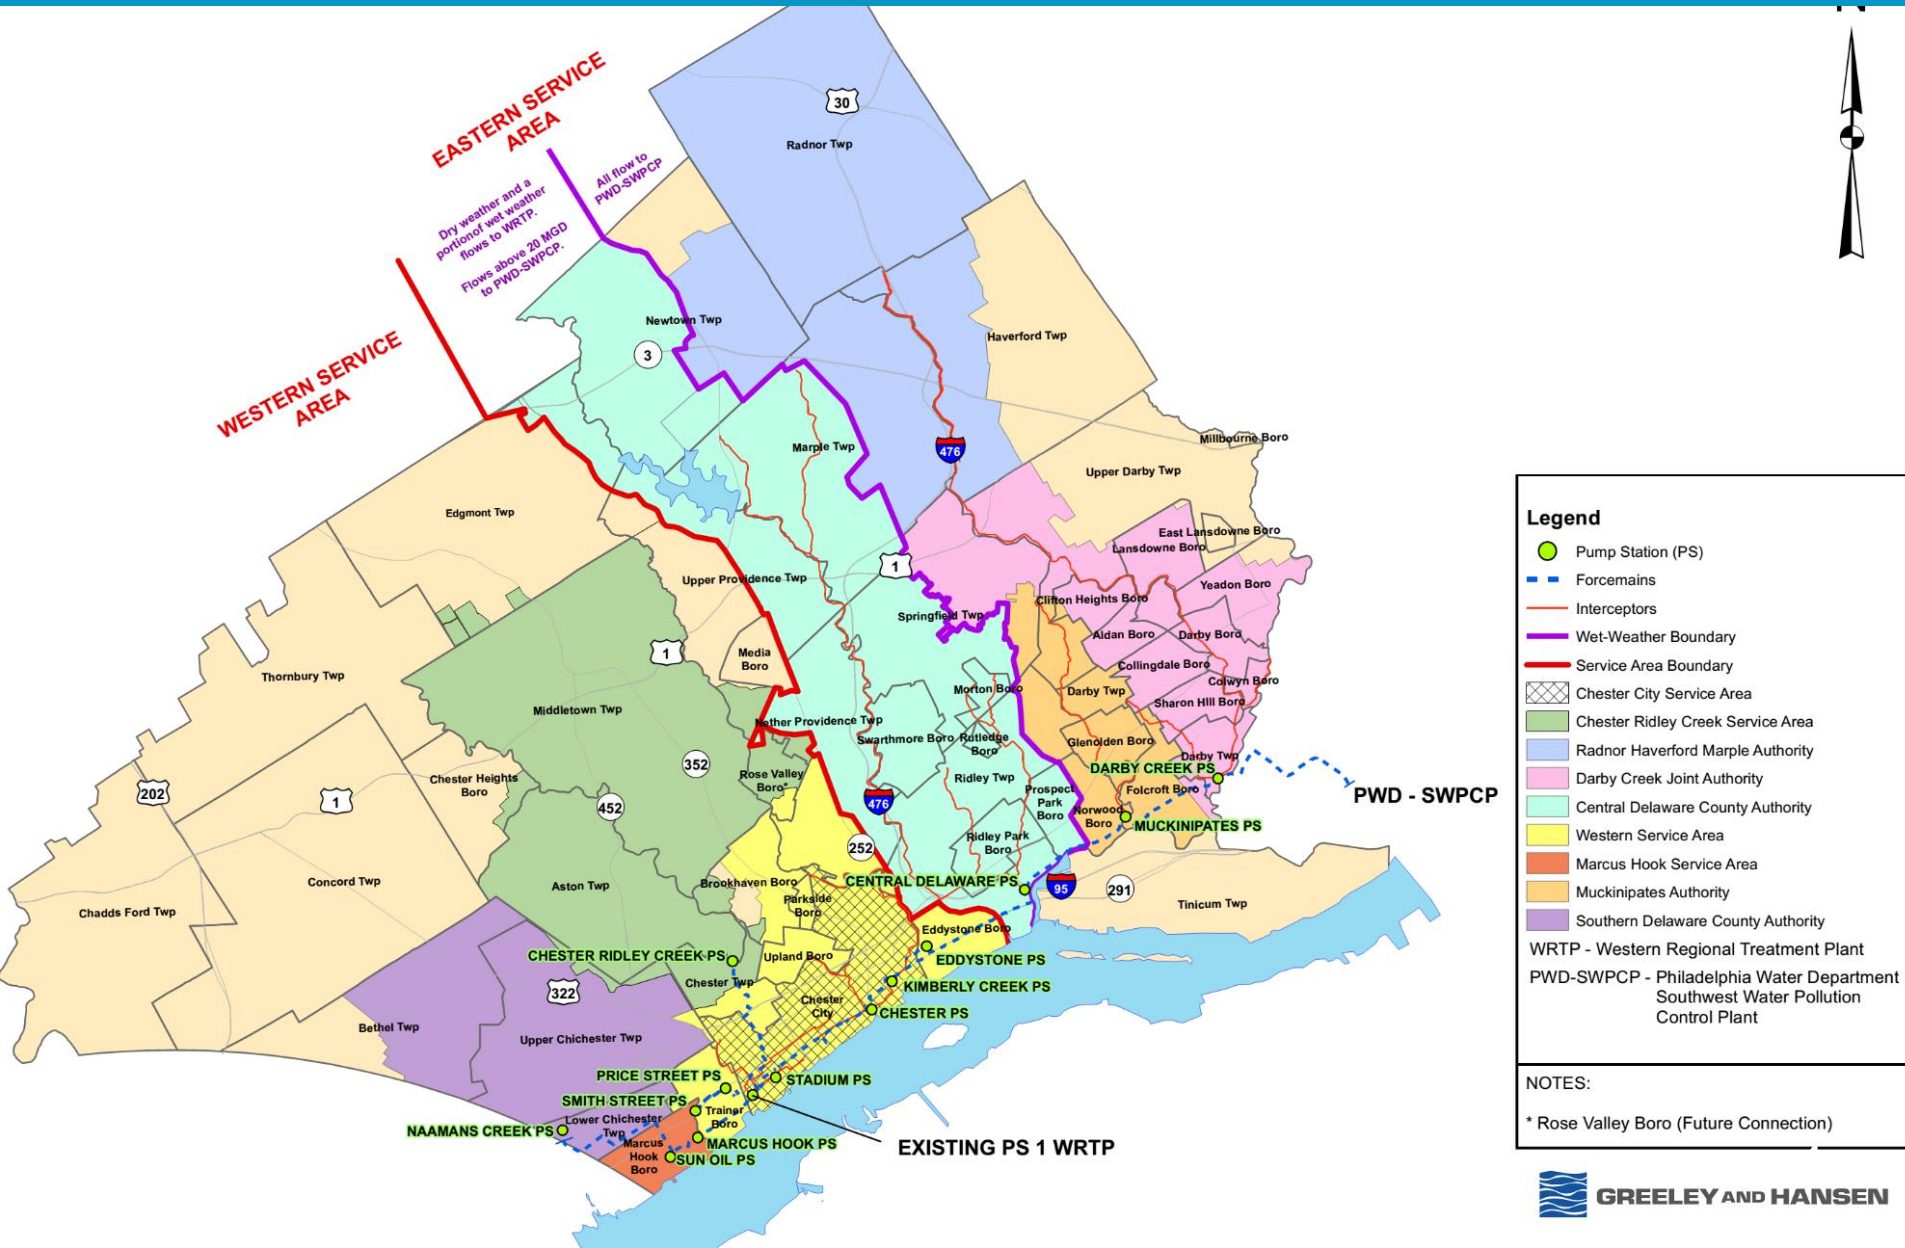 N
EASTERN SERVICE
AREA
All flow to
PWD-SWPCP
Dry weather and a
portionof wet weather
flows to WRTP.
Flows above 20 MGD
to PWD-SWPCP.
WESTERN SERVICE
AREA
30
Radnor Twp
Newtown Twp
3
Haverford Twp
Marple Twp
476
Millbourne Boro
Upper Darby Twp
Edgmont Twp
East Lansdowne Boro
Lansdowne Boro
1
Upper Providence Twp
Yeadon Boro
Clifton Heights Boro
Springfield Twp
Aldan Boro
Darby Boro
1
Media
Boro
Collingdale Boro
Thornbury Twp
Colwyn Boro
Morton Boro
Darby Twp
Sharon HIll Boro
Middletown Twp
Nether Providence Twp
Swarthmore Boro
Rutledge
Boro
Glenolden Boro
Darby Twp
352
DARBY CREEK PS
Rose Valley
Boro*
Chester Heights
Boro
Ridley Twp
Prospect
Park
Boro
Folcroft Boro
PWD - SWPCP
202
1
452
476
Norwood
Boro
MUCKINIPATES PS
Ridley Park
Boro
252
Concord Twp
Aston Twp
Brookhaven Boro
CENTRAL DELAWARE PS
95
291
Parkside
Boro
Chadds Ford Twp
Tinicum Twp
Eddystone Boro
CHESTER RIDLEY CREEK PS
Upland Boro
EDDYSTONE PS
Chester Twp
KIMBERLY CREEK PS
322
Chester
City
CHESTER PS
Bethel Twp
Upper Chichester Twp
PRICE STREET PS
STADIUM PS
SMITH STREET PS
Trainer
Boro
Lower Chichester
Twp
NAAMANS CREEK PS
Marcus
Hook
Boro
MARCUS HOOK PS
SUN OIL PS
EXISTING PS 1 WRTP
Legend
Pump Station (PS)
Forcemains
Interceptors
Wet-Weather Boundary
Service Area Boundary
Chester City Service Area
Chester Ridley Creek Service Area
Radnor Haverford Marple Authority
Darby Creek Joint Authority
Central Delaware County Authority
Western Service Area
Marcus Hook Service Area
Muckinipates Authority
Southern Delaware County Authority
WRTP - Western Regional Treatment Plant
PWD-SWPCP - Philadelphia Water Department
Southwest Water Pollution
Control Plant
NOTES:
* Rose Valley Boro (Future Connection)
GREELEY AND HANSEN